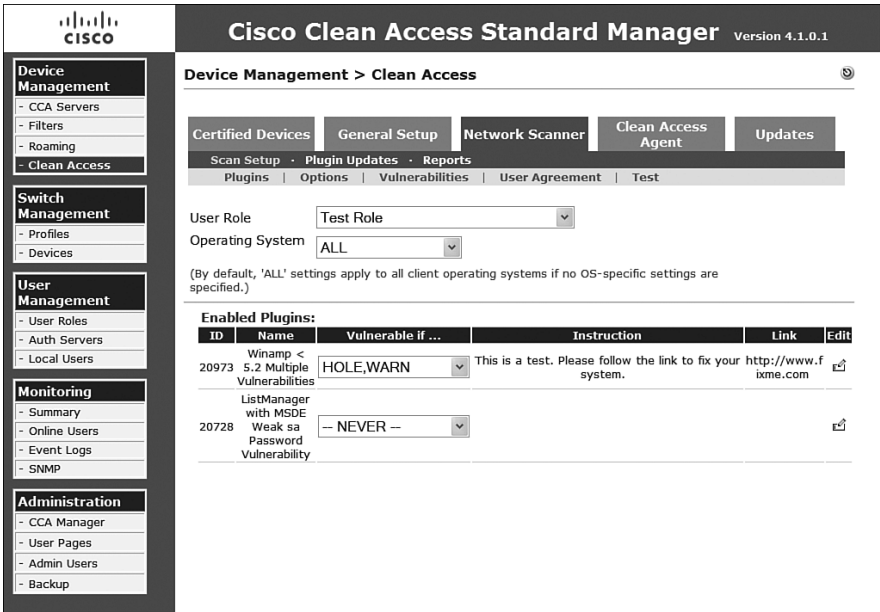 CISCO
Cisco Clean Access Standard Manager Version 4.1.0.1
Device
Management
- CCA Servers
- Filters
- Roaming
- Clean Access
Switch
Management
- Profiles
- Devices
User
Management
- User Roles
- Auth Servers
- Local Users
Monitoring
- Summary
- Online Users
- Event Logs
- SNMP
Administration
- CCA Manager
- User Pages
- Admin Users
- Backup
Device Management > Clean Access
Certified Devices
General Setup
Network Scanner
Clean Access
Agent
Updates
Scan Setup · Plugin Updates · Reports
Plugins | Options | Vulnerabilities | User Agreement | Test
User Role Test Role
Operating System ALL
(By default, 'ALL' settings apply to all client operating systems if no OS-specific settings are
specified.)
Enabled Plugins:
ID Name Vulnerable if ... Instruction Link Edit
20973
Winamp <
5.2 Multiple
Vulnerabilities
HOLE,WARN
This is a test. Please follow the link to fix your
system.
http://www.f
ixme.com
20728
ListManager
with MSDE
Weak sa
Password
Vulnerability
-- NEVER --